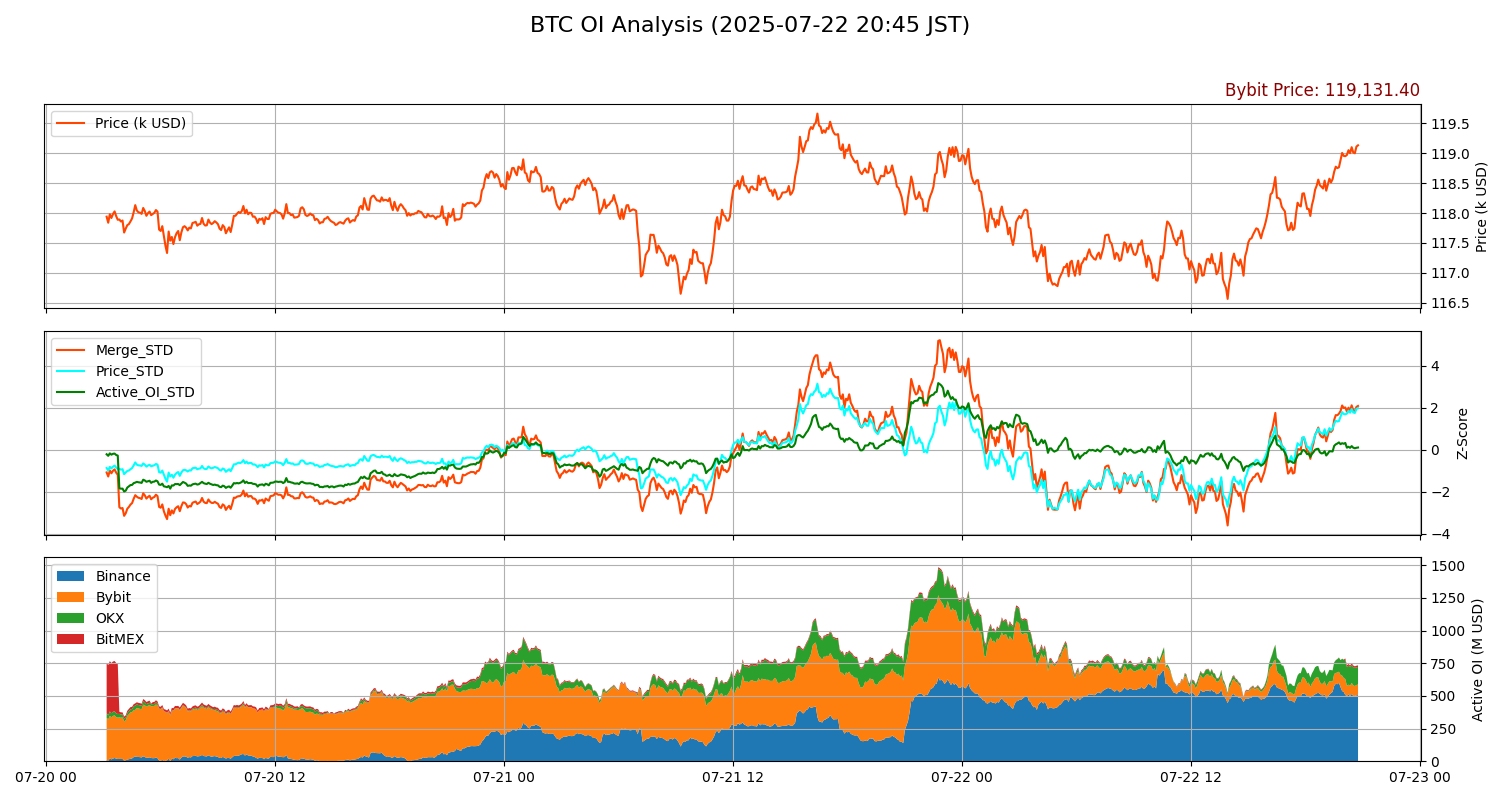 BTC OI Analysis (2025-07-22 20:45 JST)
Bybit Price: 119,131.40
Price (k USD)
119.5
119.0
118.5
118.0
117.5
117.0
116.5
Price (k USD)
Merge_STD
Price_STD
Active_OI_STD
4
2
0
−2
−4
Z-Score
Binance
Bybit
OKX
BitMEX
1500
1250
1000
750
500
250
0
Active OI (M USD)
07-20 00
07-20 12
07-21 00
07-21 12
07-22 00
07-22 12
07-23 00